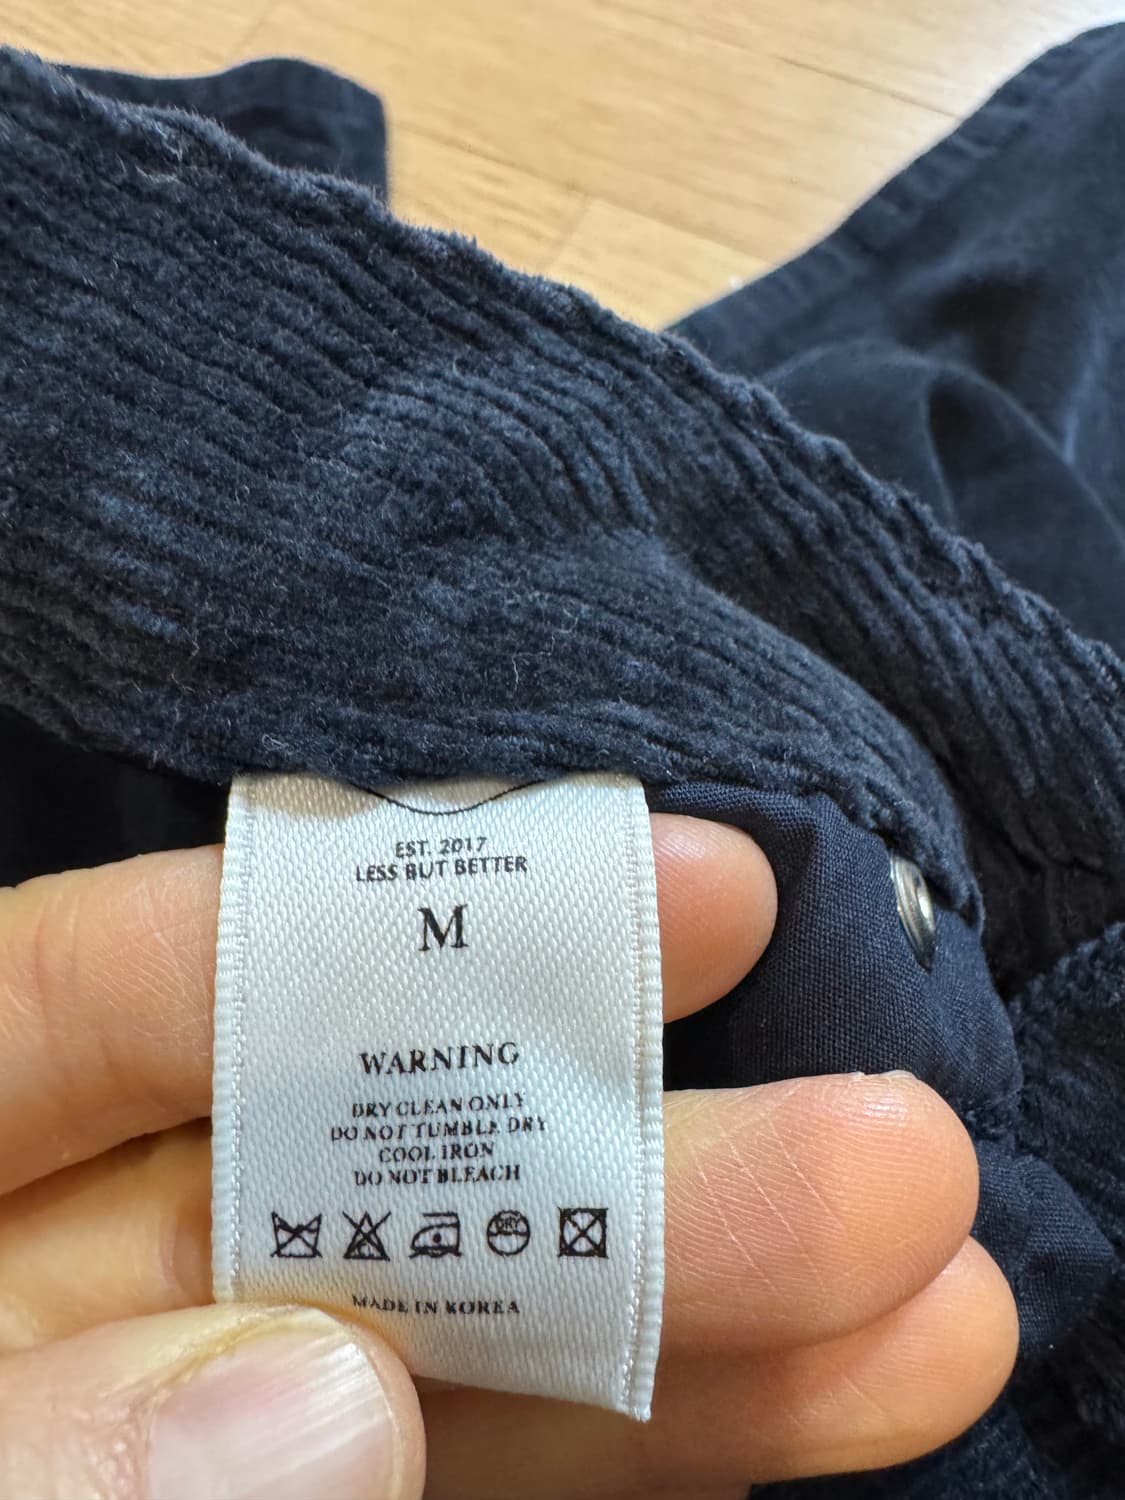 EST. 2017
LESS BUT BETTER
M
WARNING
DRY CLEAN ONLY
DO NOT TUMBLE DRY
COOL IRON
DO NOT BLEACH
DRY
MADE IN KOREA